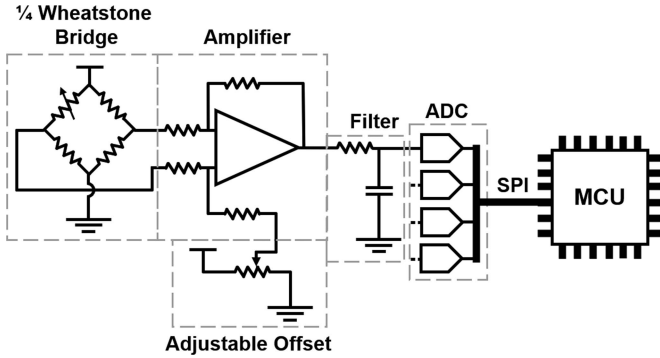 ¼ Wheatstone
Bridge
Amplifier
Filter
ADC
SPI
MCU
Adjustable Offset